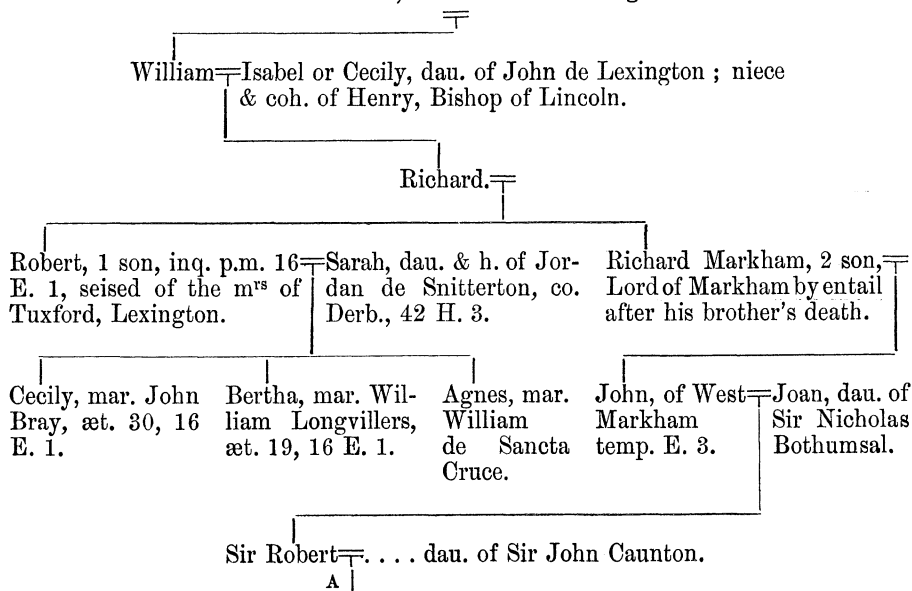 William=Isabel or Cecily, dau. of John de Lexington ; niece
& coh. of Henry, Bishop of Lincoln.
Richard.=
Robert, 1 son, inq. p.m. 16=
E. 1, seised of the mrs of
Tuxford, Lexington.
Sarah, dau. & h. of Jor-
dan de Snitterton, co.
Derb., 42 H. 3.
Richard Markham, 2 son,=
Lord of Markham by entail
after his brother's death.
Cecily, mar. John
Bray, æt. 30, 16
E. 1.
Bertha, mar. Wil-
liam Longvillers,
æt. 19, 16 E. 1.
Agnes, mar.
William
de Sancta
Cruce.
John, of West=
Markham
temp. E. 3.
Joan, dau. of
Sir Nicholas
Bothumsal.
Sir Robert=. . . . dau. of Sir John Caunton.
A